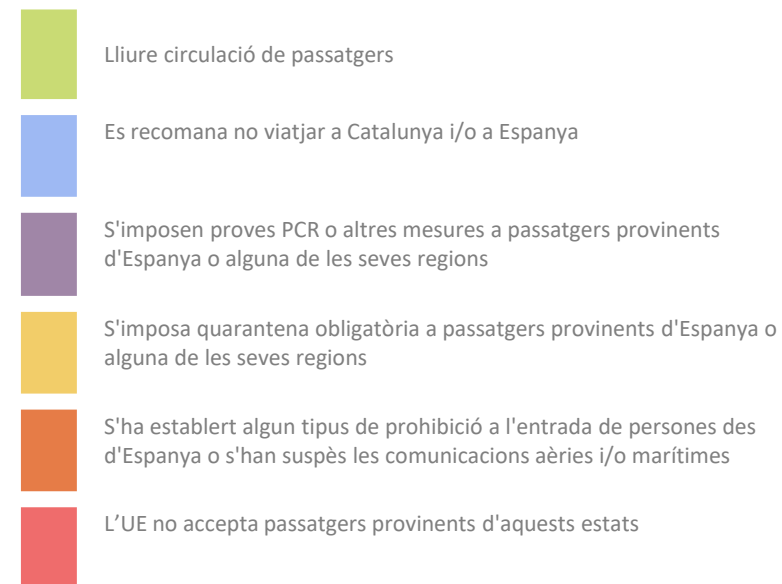 Lliure circulació de passatgers
Es recomana no viatjar a Catalunya i/o a Espanya
S'imposen proves PCR o altres mesures a passatgers provinents
d'Espanya o alguna de les seves regions
S'imposa quarantena obligatòria a passatgers provinents d'Espanya o
alguna de les seves regions
S'ha establert algun tipus de prohibició a l'entrada de persones des
d'Espanya o s'han suspès les comunicacions aèries i/o marítimes
L’UE no accepta passatgers provinents d'aquests estats